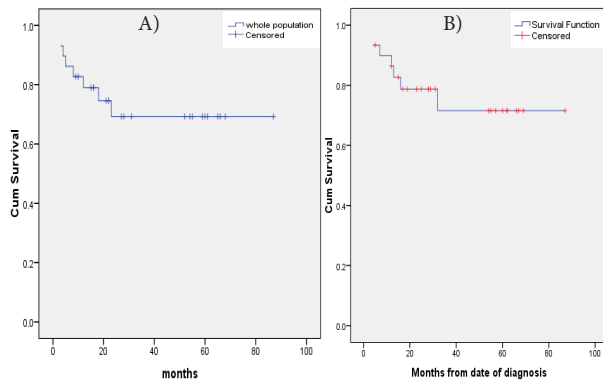 A)
whole population
Censored
Cum Survival
1.0
0.8
0.6
0.4
0.2
0.0
0 20 40 60 80 100
months
B)
Survival Function
Censored
Cum Survival
1.0
0.8
0.6
0.4
0.2
0.0
0 20 40 60 80 100
Months from date of diagnosis